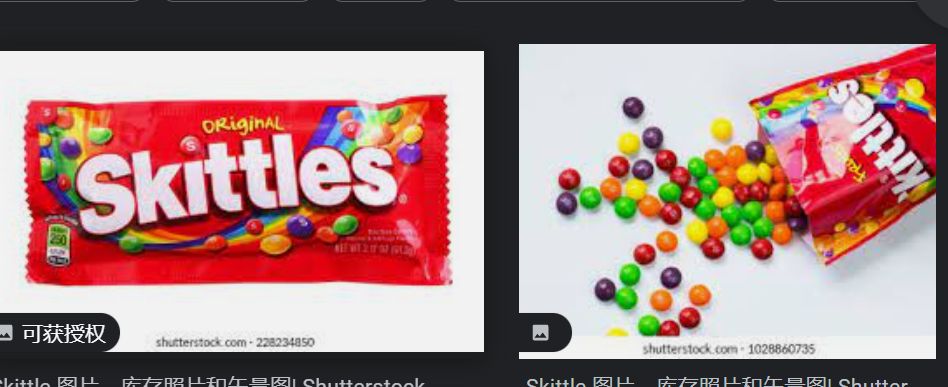 ORiGiNAL
Skittles
250
NET WT 2.17 OZ (61.5g)
Skittles
可获授权
shutterstock.com · 228234850
shutterstock.com · 1028860735
Skittle 图片、库存照片和矢量图| Shutterstock
Skittle 图片、库存照片和矢量图| Shutter